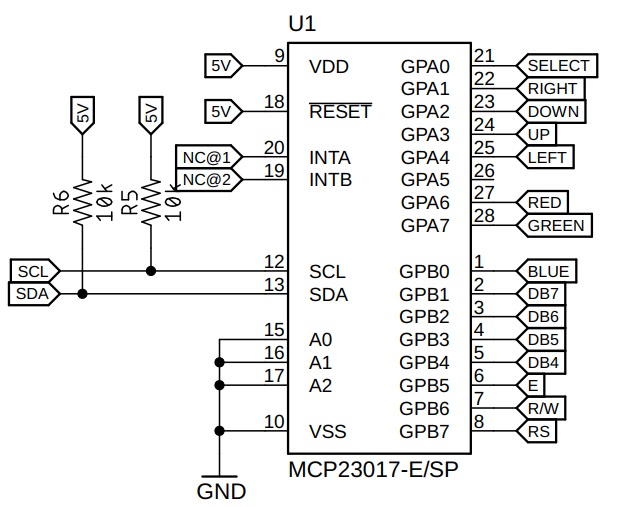 U1
5V 9 VDD GPA0 21 SELECT
GPA1 22 RIGHT
5V 18 RESET GPA2 23 DOWN
GPA3 24 UP
NC@1 20 INTA GPA4 25 LEFT
NC@2 19 INTB GPA5 26
GPA6 27 RED
GPA7 28 GREEN
5V
R6
10k
5V
R5
10k
SCL 12 SCL GPB0 1 BLUE
SDA 13 SDA GPB1 2 DB7
GPB2 3 DB6
15 A0 GPB3 4 DB5
16 A1 GPB4 5 DB4
17 A2 GPB5 6 E
GPB6 7 R/W
10 VSS GPB7 8 RS
MCP23017-E/SP
GND